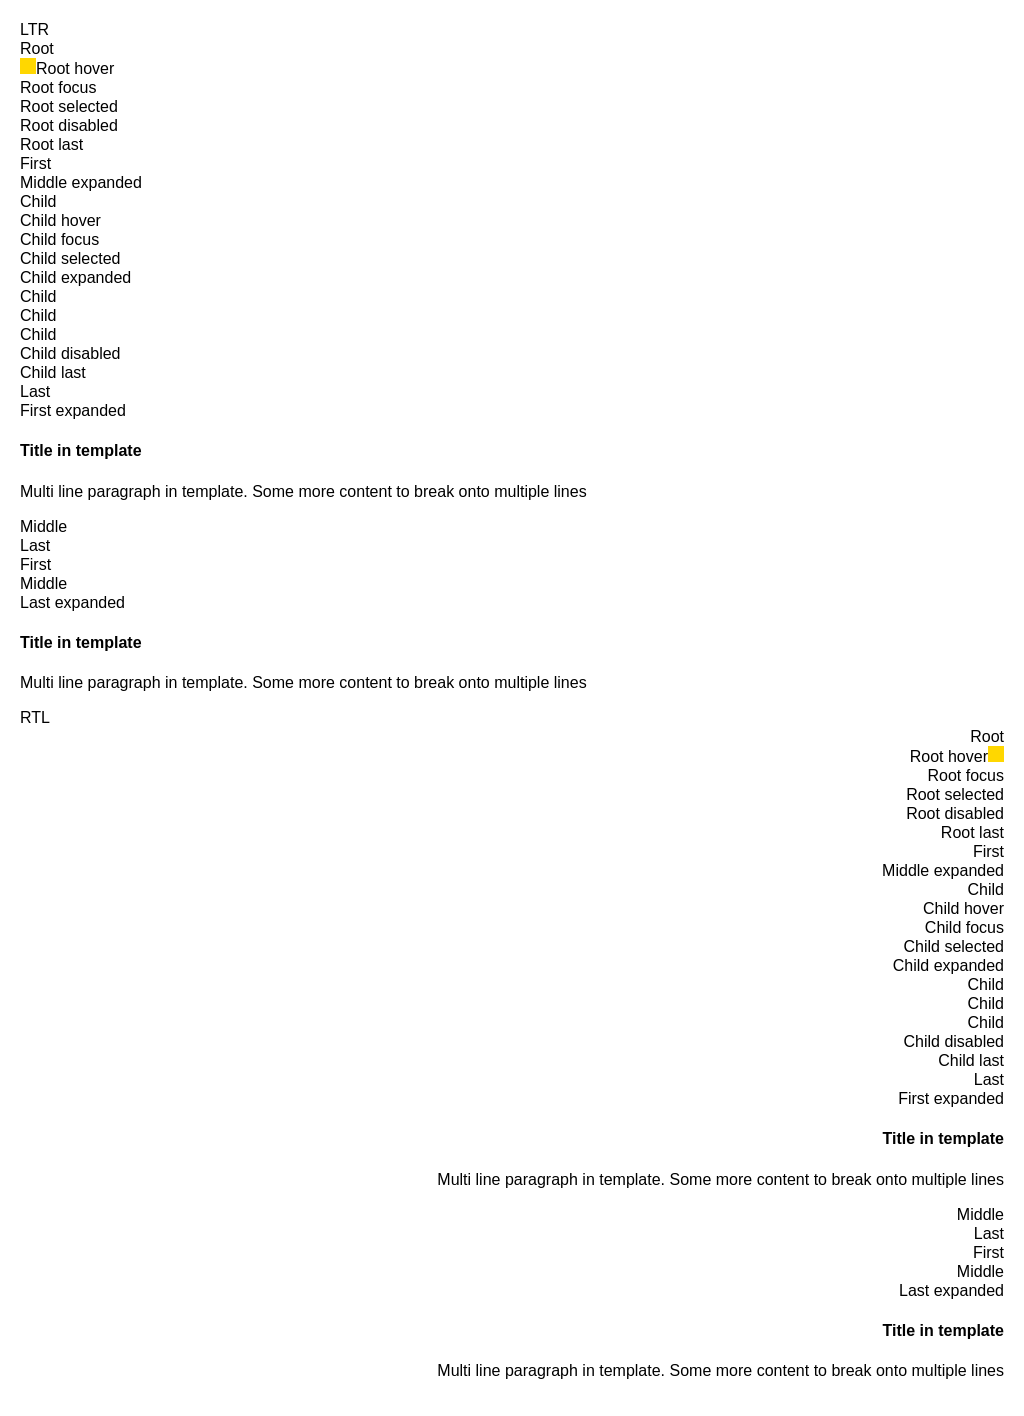 LTR
Root
Root hover
Root focus
Root selected
Root disabled
Root last
First
Middle expanded
Child
Child hover
Child focus
Child selected
Child expanded
Child
Child
Child
Child disabled
Child last
Last
First expanded
Title in template
Multi line paragraph in template. Some more content to break onto multiple lines
Middle
Last
First
Middle
Last expanded
Title in template
Multi line paragraph in template. Some more content to break onto multiple lines
RTL
Root
Root hover
Root focus
Root selected
Root disabled
Root last
First
Middle expanded
Child
Child hover
Child focus
Child selected
Child expanded
Child
Child
Child
Child disabled
Child last
Last
First expanded
Title in template
Multi line paragraph in template. Some more content to break onto multiple lines
Middle
Last
First
Middle
Last expanded
Title in template
Multi line paragraph in template. Some more content to break onto multiple lines